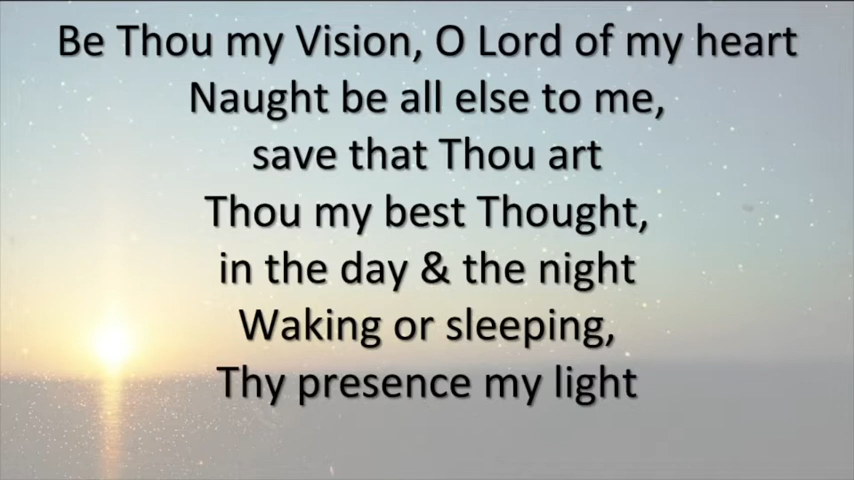 Be Thou my Vision, O Lord of my heart
Naught be all else to me,
save that Thou art
Thou my best Thought,
in the day & the night
Waking or sleeping,
Thy presence my light